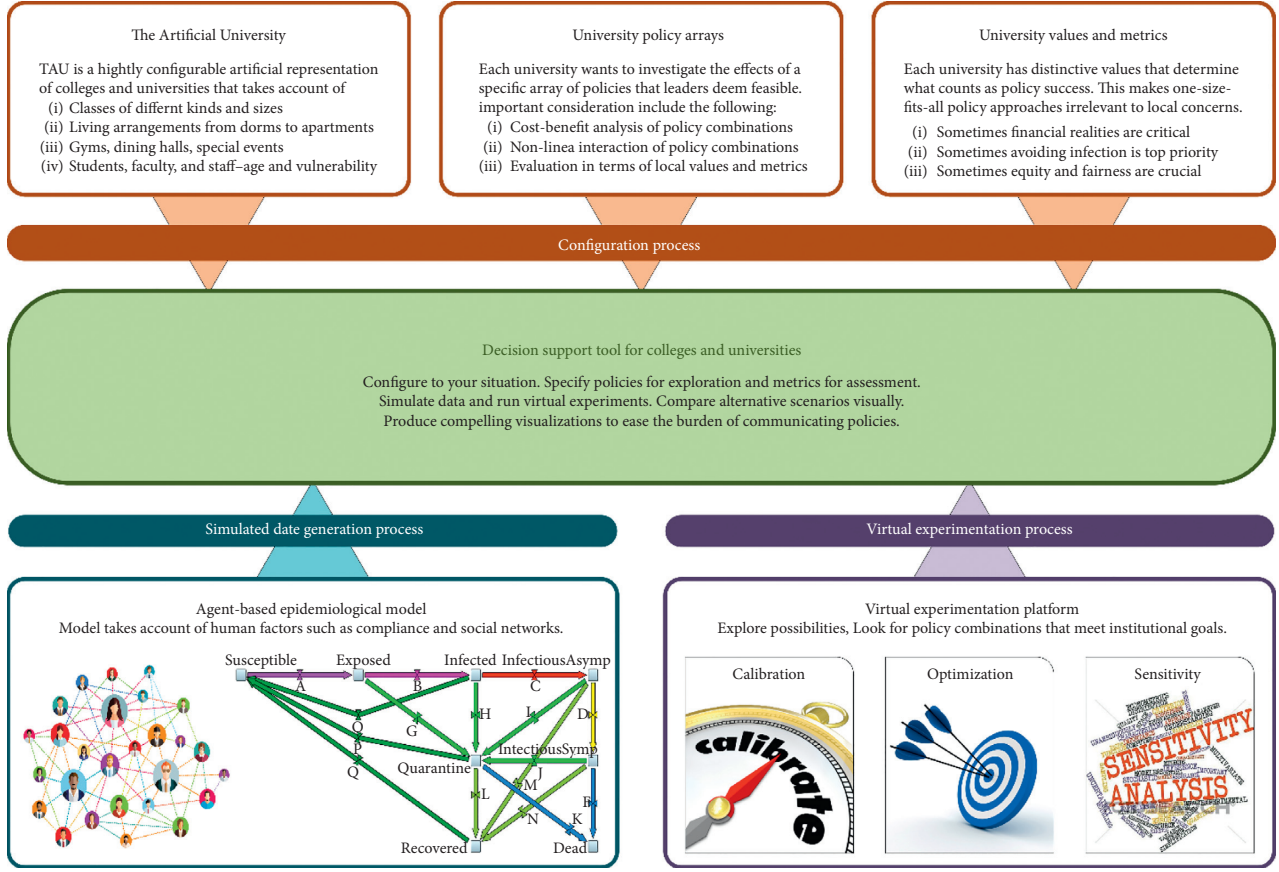 The Artificial University
TAU is a hightly configurable artificial representation
of colleges and universities that takes account of
(i) Classes of differnt kinds and sizes
(ii) Living arrangements from dorms to apartments
(iii) Gyms, dining halls, special events
(iv) Students, faculty, and staff–age and vulnerability
University policy arrays
Each university wants to investigate the effects of a
specific array of policies that leaders deem feasible.
important consideration include the following:
(i) Cost-benefit analysis of policy combinations
(ii) Non-linea interaction of policy combinations
(iii) Evaluation in terms of local values and metrics
University values and metrics
Each university has distinctive values that determine
what counts as policy success. This makes one-size-
fits-all policy approaches irrelevant to local concerns.
(i) Sometimes financial realities are critical
(ii) Sometimes avoiding infection is top priority
(iii) Sometimes equity and fairness are crucial
Configuration process
Decision support tool for colleges and universities
Configure to your situation. Specify policies for exploration and metrics for assessment.
Simulate data and run virtual experiments. Compare alternative scenarios visually.
Produce compelling visualizations to ease the burden of communicating policies.
Simulated date generation process
Virtual experimentation process
Agent-based epidemiological model
Model takes account of human factors such as compliance and social networks.
Susceptible Exposed Infected InfectiousAsymp
A B C
O G H I D
P
Q
IntectiousSymp
Quarantine J
L M
N F K
Recovered Dead
Virtual experimentation platform
Explore possibilities, Look for policy combinations that meet institutional goals.
Calibration
calibrate
Optimization
Sensitivity
SENSITIVITY
ANALYSIS